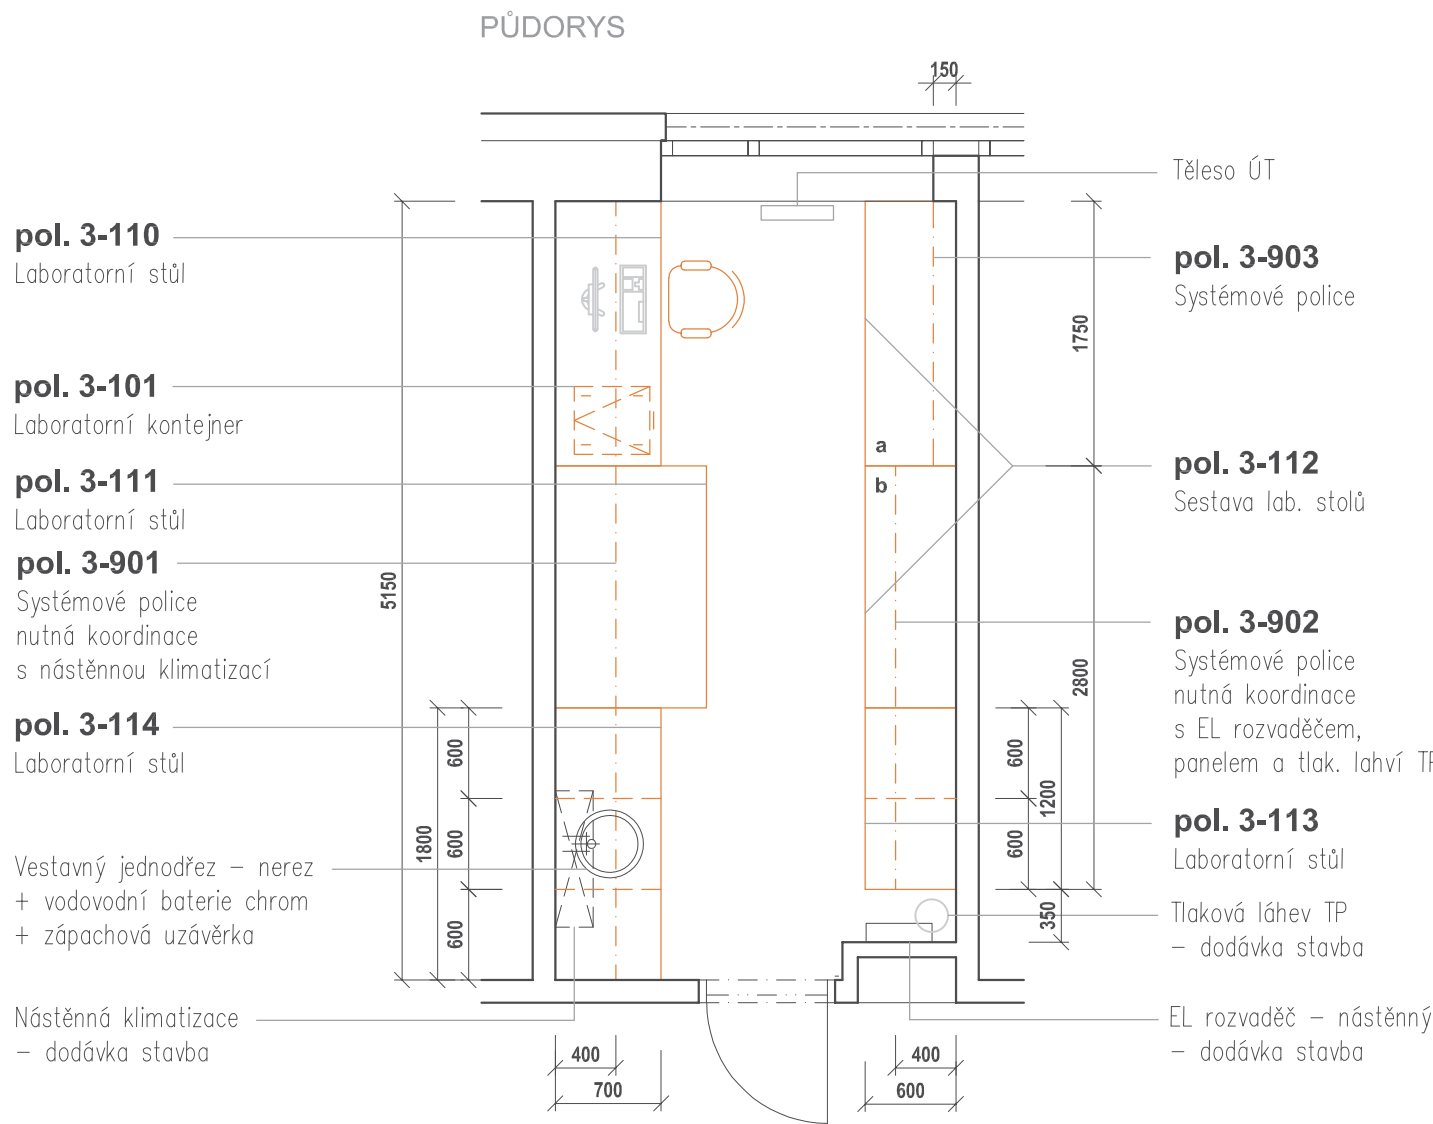 PŮDORYS
150
Těleso ÚT
pol. 3-110
Laboratorní stůl
pol. 3-903
Systémové police
1750
pol. 3-101
Laboratorní kontejner
a
b
pol. 3-111
Laboratorní stůl
pol. 3-112
Sestava lab. stolů
pol. 3-901
Systémové police
nutná koordinace
s nástěnnou klimatizací
5150
pol. 3-902
Systémové police
nutná koordinace
s EL rozvaděčem,
panelem a tlak. lahví
2800
pol. 3-114
Laboratorní stůl
600
600
600
1800
600
600
1200
350
pol. 3-113
Laboratorní stůl
Vestavný jednodřez – nerez
+ vodovodní baterie chrom
+ zápachová uzávěrka
Tlaková láhev TP
– dodávka stavba
Nástěnná klimatizace
– dodávka stavba
EL rozvaděč – nástěnný
– dodávka stavba
400
700
400
600